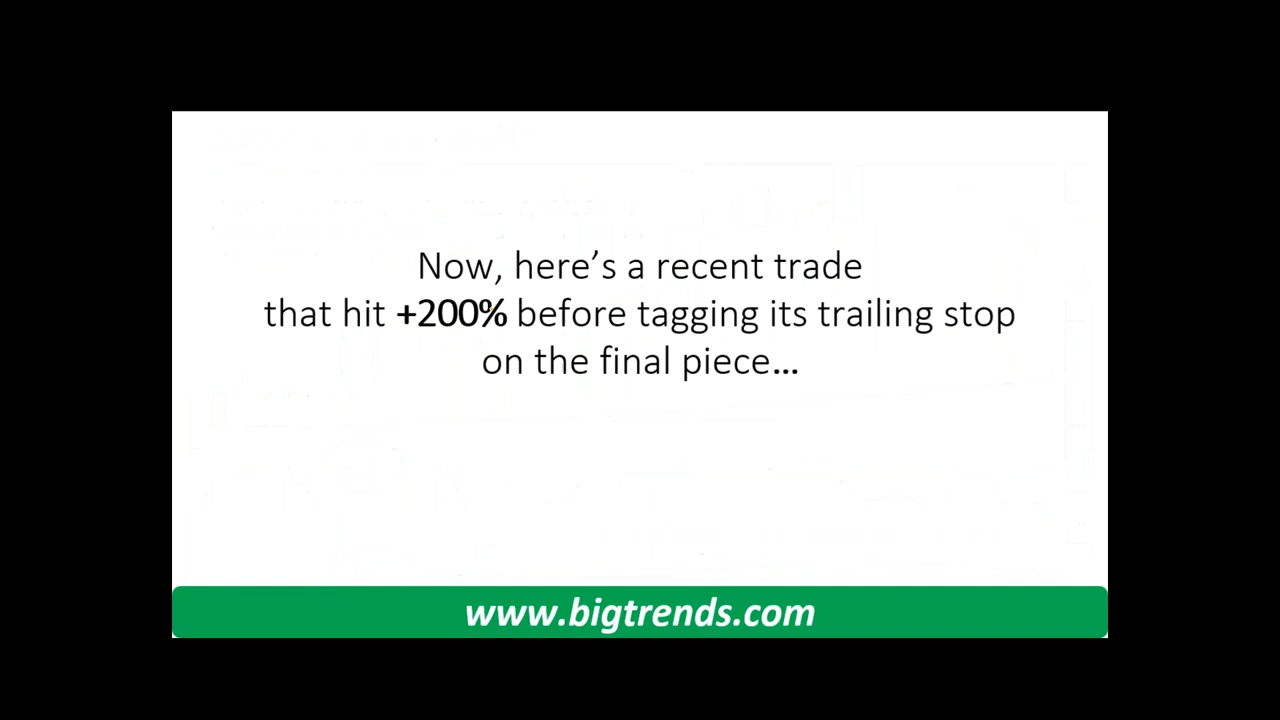 Now, here’s a recent trade
that hit +200% before tagging its trailing stop
on the final piece…
www.bigtrends.com